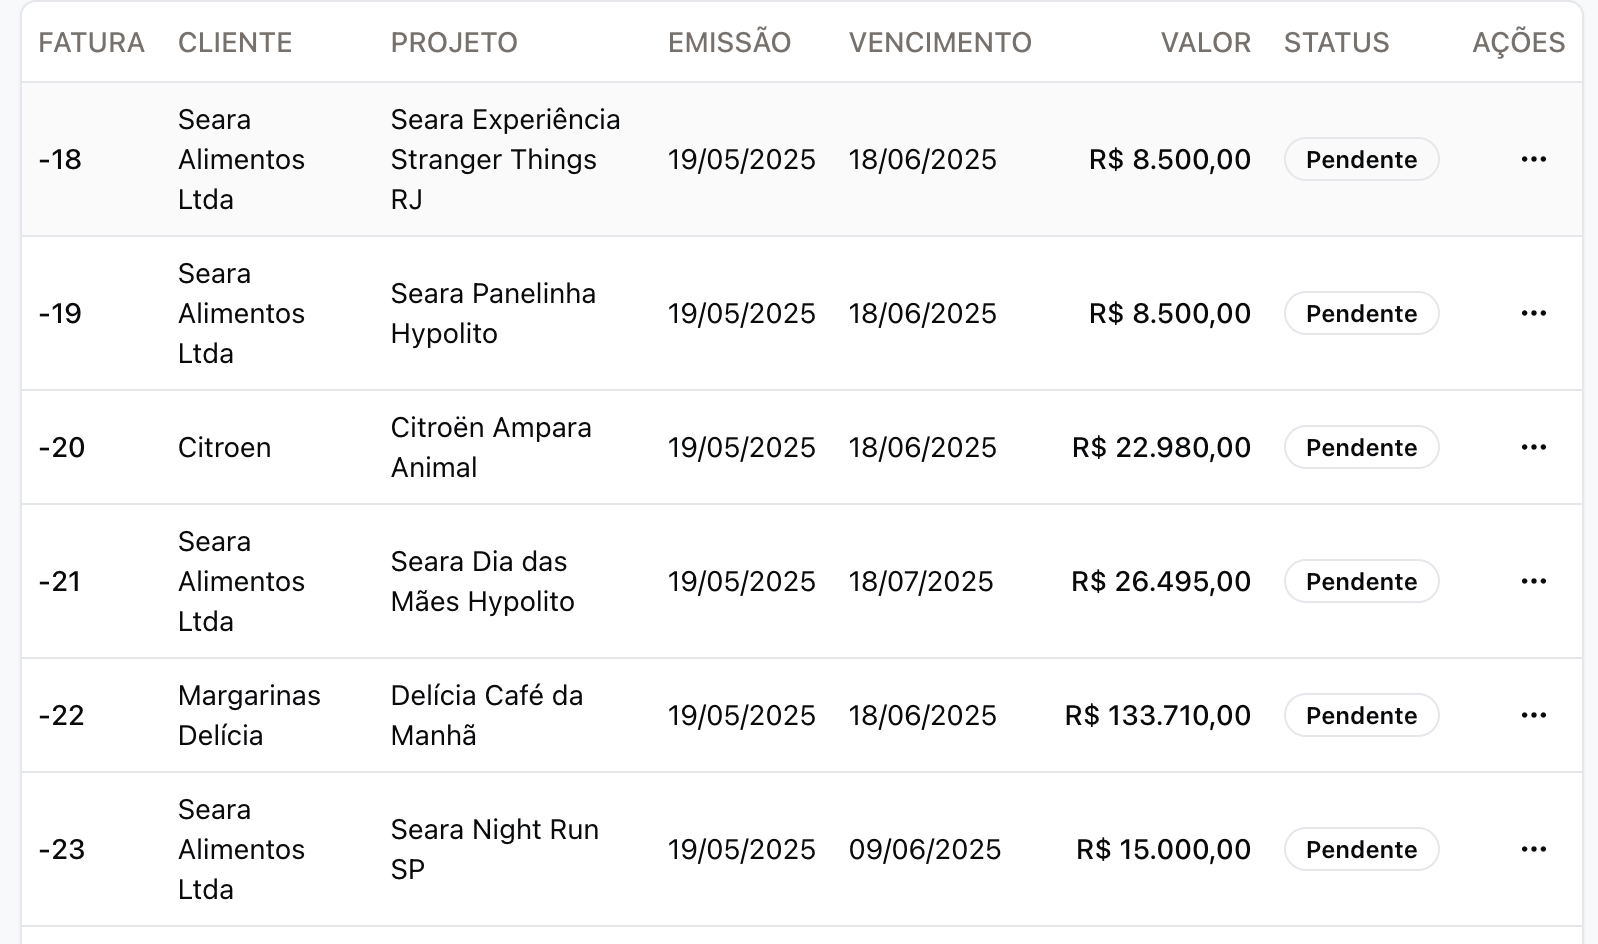 FATURA CLIENTE PROJETO EMISSÃO VENCIMENTO VALOR STATUS AÇÕES
-18 Seara Alimentos Ltda Seara Experiência Stranger Things RJ 19/05/2025 18/06/2025 R$ 8.500,00 Pendente ...
-19 Seara Alimentos Ltda Seara Panelinha Hypolito 19/05/2025 18/06/2025 R$ 8.500,00 Pendente ...
-20 Citroen Citroën Ampara Animal 19/05/2025 18/06/2025 R$ 22.980,00 Pendente ...
-21 Seara Alimentos Ltda Seara Dia das Mães Hypolito 19/05/2025 18/07/2025 R$ 26.495,00 Pendente ...
-22 Margarinas Delícia Delícia Café da Manhã 19/05/2025 18/06/2025 R$ 133.710,00 Pendente ...
-23 Seara Alimentos Ltda Seara Night Run SP 19/05/2025 09/06/2025 R$ 15.000,00 Pendente ...